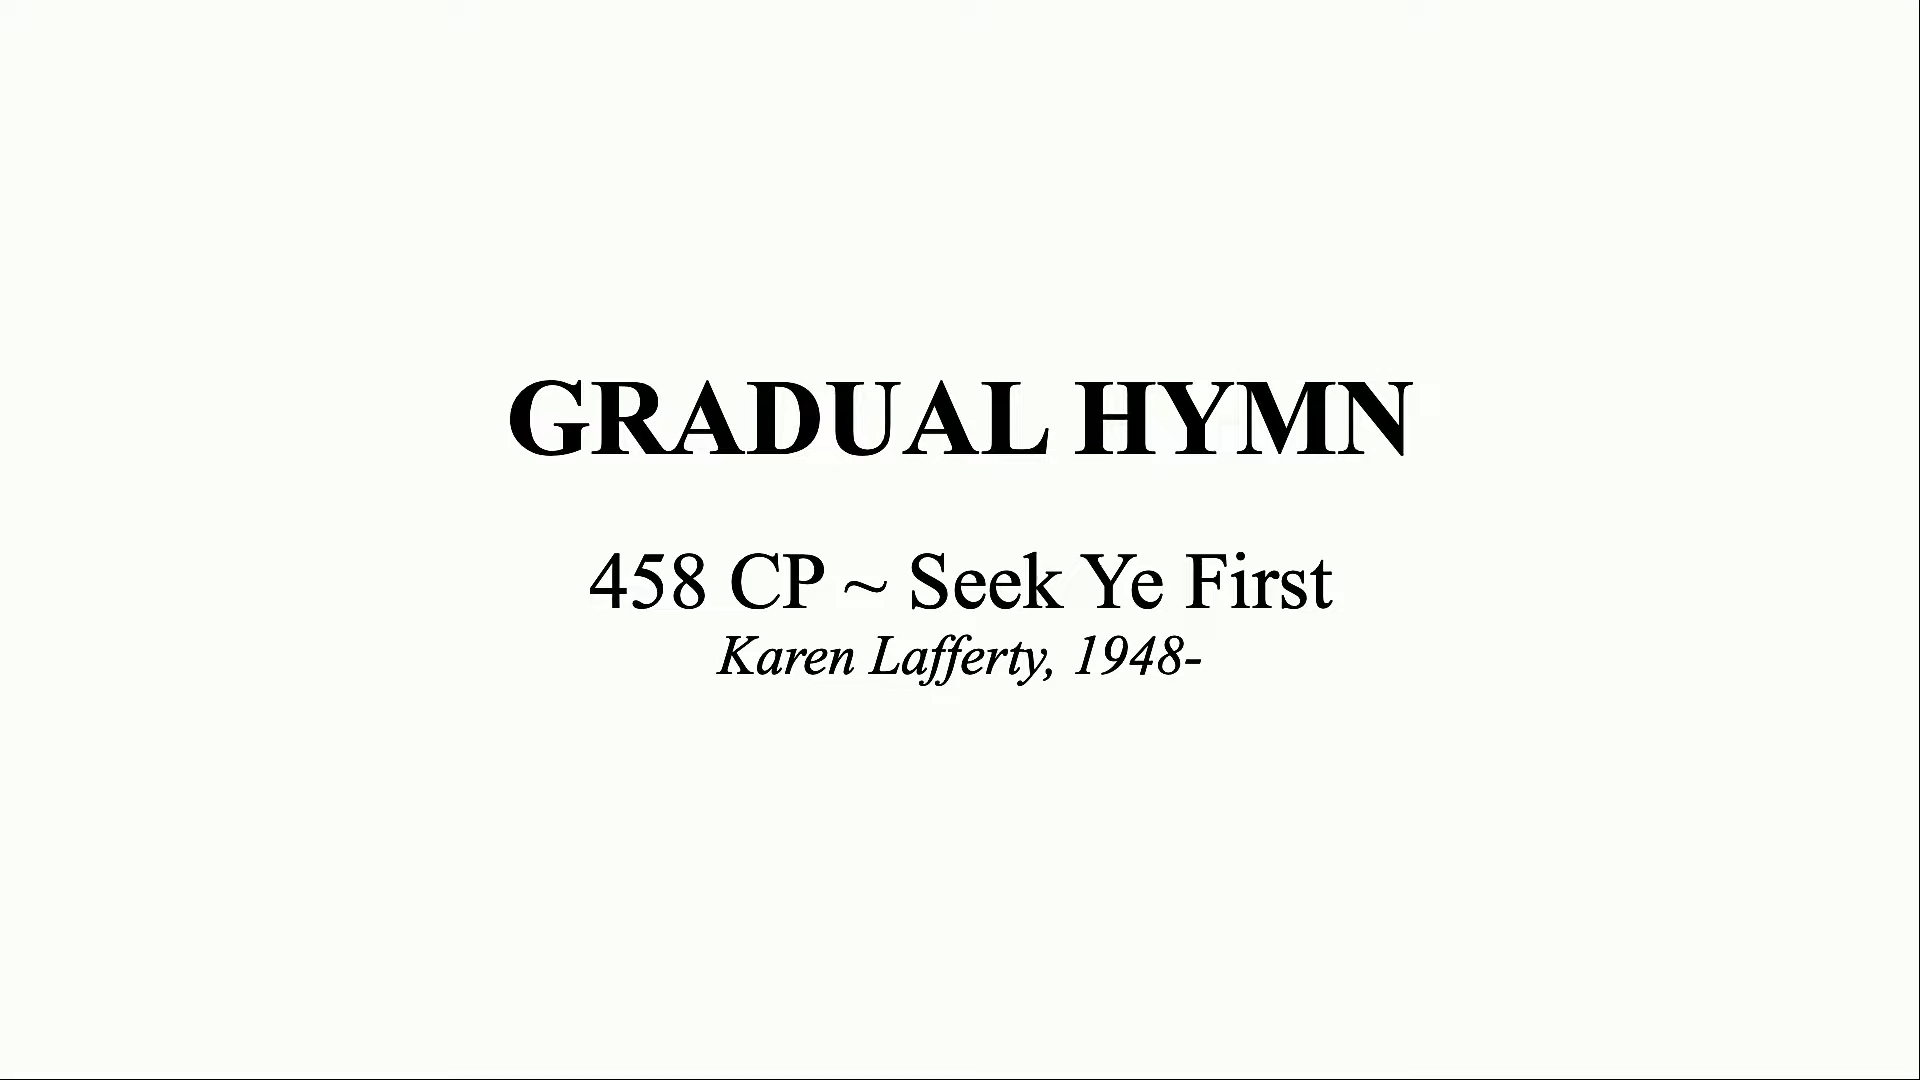 GRADUAL HYMN
458 CP ~ Seek Ye First
Karen Lafferty, 1948-